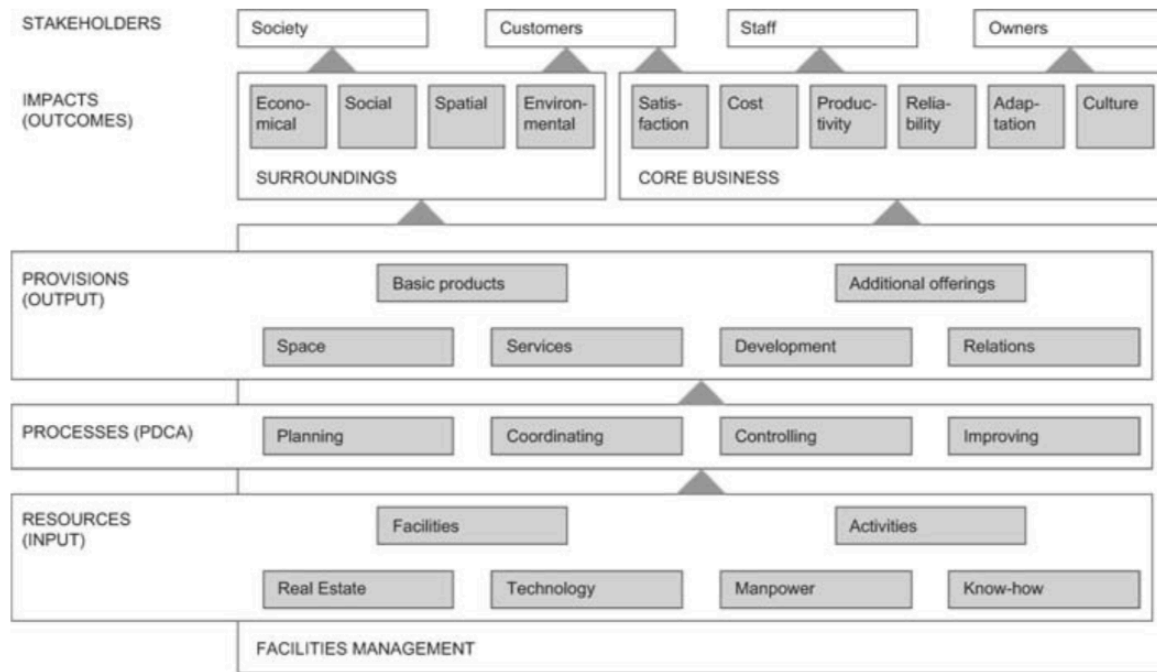 STAKEHOLDERS
Society
Customers
Staff
Owners
IMPACTS
(OUTCOMES)
Econo-
mical
Social
Spatial
Environ-
mental
SURROUNDINGS
Satis-
faction
Cost
Produc-
tivity
Relia-
bility
Adap-
tation
Culture
CORE BUSINESS
PROVISIONS
(OUTPUT)
Basic products
Additional offerings
Space
Services
Development
Relations
PROCESSES (PDCA)
Planning
Coordinating
Controlling
Improving
RESOURCES
(INPUT)
Facilities
Activities
Real Estate
Technology
Manpower
Know-how
FACILITIES MANAGEMENT